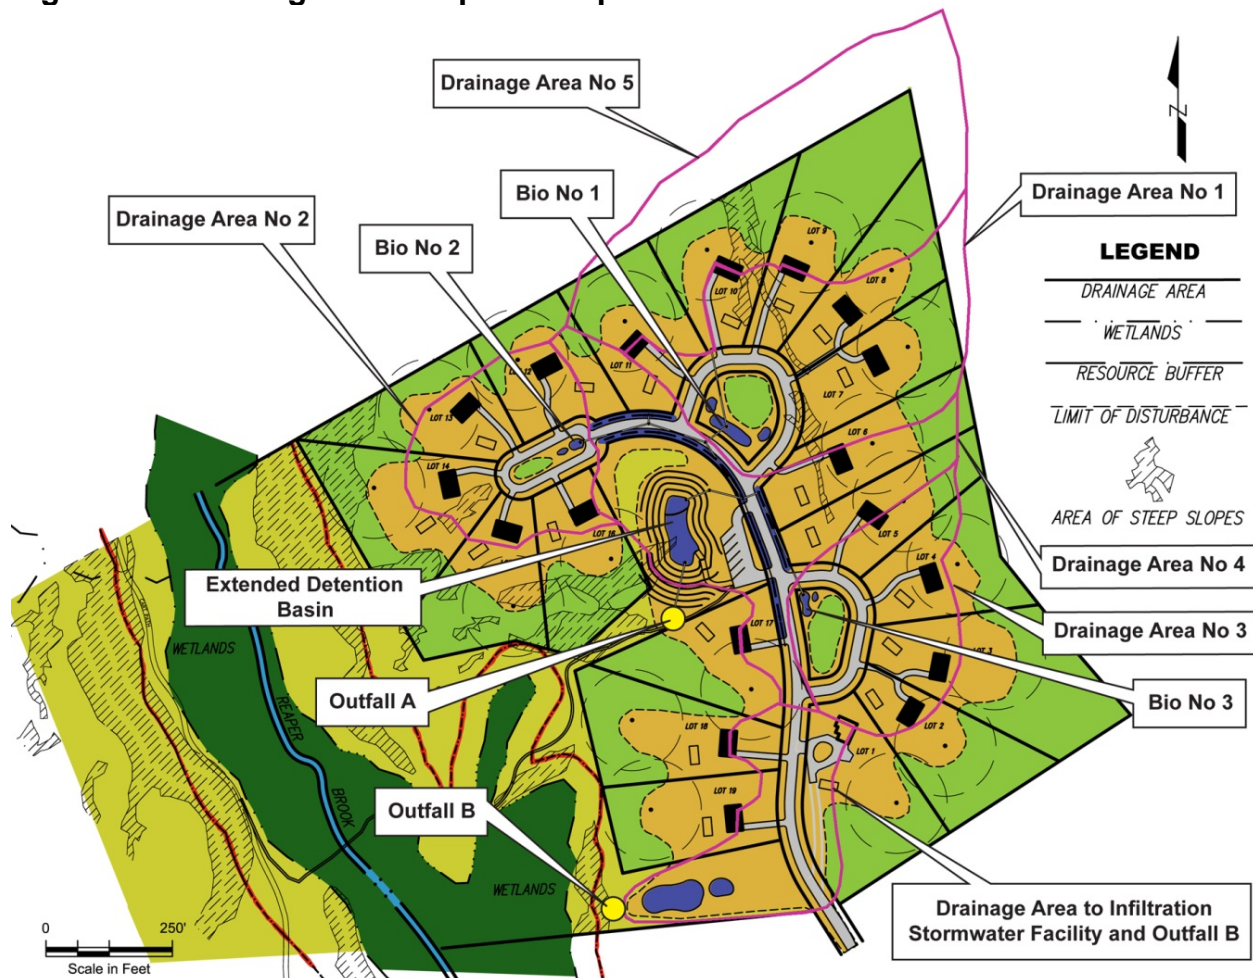 Drainage Area No 5
Bio No 1
Drainage Area No 2
Bio No 2
N
Drainage Area No 1
LEGEND
DRAINAGE AREA
WETLANDS
RESOURCE BUFFER
LIMIT OF DISTURBANCE
AREA OF STEEP SLOPES
LOT 9
LOT 10
LOT 8
LOT 11
LOT 12
LOT 7
LOT 13
LOT 6
LOT 14
LOT 5
LOT 16
LOT 4
Extended Detention
Basin
Drainage Area No 4
Drainage Area No 3
LOT 17
LOT 3
WETLANDS
Outfall A
Bio No 3
REAPER
BROOK
LOT 18
LOT 2
LOT 1
LOT 19
Outfall B
WETLANDS
Drainage Area to Infiltration
Stormwater Facility and Outfall B
0 250'
Scale in Feet